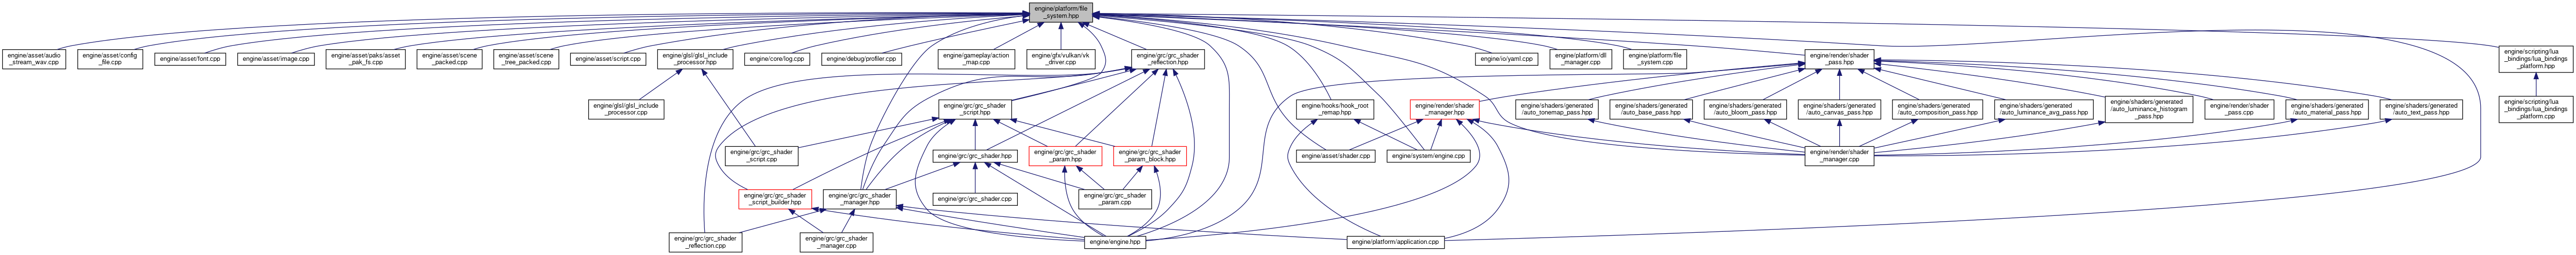 engine/platform/file
_system.hpp
engine/asset/audio
_stream_wav.cpp
engine/asset/config
_file.cpp
engine/asset/font.cpp
engine/asset/image.cpp
engine/asset/paks/asset
_pak_fs.cpp
engine/asset/scene
_packed.cpp
engine/asset/scene
_tree_packed.cpp
engine/asset/script.cpp
engine/glsl/glsl_include
_processor.hpp
engine/core/log.cpp
engine/debug/profiler.cpp
engine/gameplay/action
_map.cpp
engine/gfx/vulkan/vk
_driver.cpp
engine/grc/grc_shader
_reflection.hpp
engine/io/yaml.cpp
engine/platform/dll
_manager.cpp
engine/platform/file
_system.cpp
engine/render/shader
_pass.hpp
engine/scripting/lua
_bindings/lua_bindings
_platform.hpp
engine/glsl/glsl_include
_processor.cpp
engine/grc/grc_shader
_script.hpp
engine/hooks/hook_root
_remap.hpp
engine/render/shader
_manager.hpp
engine/shaders/generated
/auto_tonemap_pass.hpp
engine/shaders/generated
/auto_base_pass.hpp
engine/shaders/generated
/auto_bloom_pass.hpp
engine/shaders/generated
/auto_canvas_pass.hpp
engine/shaders/generated
/auto_composition_pass.hpp
engine/shaders/generated
/auto_luminance_avg_pass.hpp
engine/shaders/generated
/auto_luminance_histogram
_pass.hpp
engine/render/shader
_pass.cpp
engine/shaders/generated
/auto_material_pass.hpp
engine/shaders/generated
/auto_text_pass.hpp
engine/scripting/lua
_bindings/lua_bindings
_platform.cpp
engine/grc/grc_shader
_script.cpp
engine/grc/grc_shader.hpp
engine/grc/grc_shader
_param.hpp
engine/grc/grc_shader
_param_block.hpp
engine/asset/shader.cpp
engine/system/engine.cpp
engine/render/shader
_manager.cpp
engine/grc/grc_shader
_script_builder.hpp
engine/grc/grc_shader
_manager.hpp
engine/grc/grc_shader.cpp
engine/grc/grc_shader
_param.cpp
engine/grc/grc_shader
_reflection.cpp
engine/grc/grc_shader
_manager.cpp
engine/engine.hpp
engine/platform/application.cpp